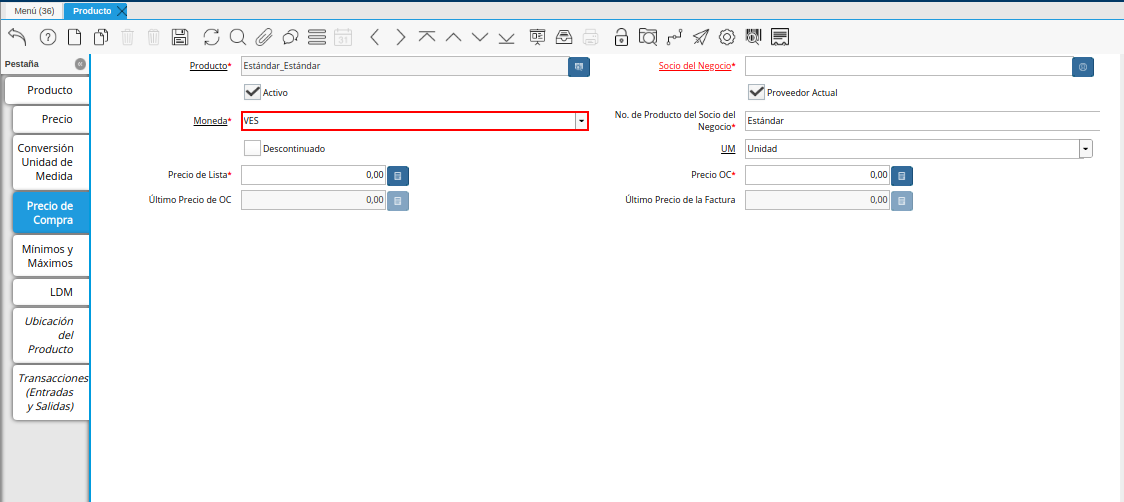 Menú (36)
Producto
31
Pestaña
Producto
Precio
Conversión
Unidad de
Medida
Precio de
Compra
Mínimos y
Máximos
LDM
Ubicación
del
Producto
Transacciones
(Entradas
y Salidas)
Producto* Estándar_Estándar
Socio del Negocio*
Activo
Proveedor Actual
Moneda* VES
No. de Producto del Socio del
Negocio* Estándar
Descontinuado
UM Unidad
Precio de Lista* 0,00
Precio OC* 0,00
Último Precio de OC 0,00
Último Precio de la Factura 0,00